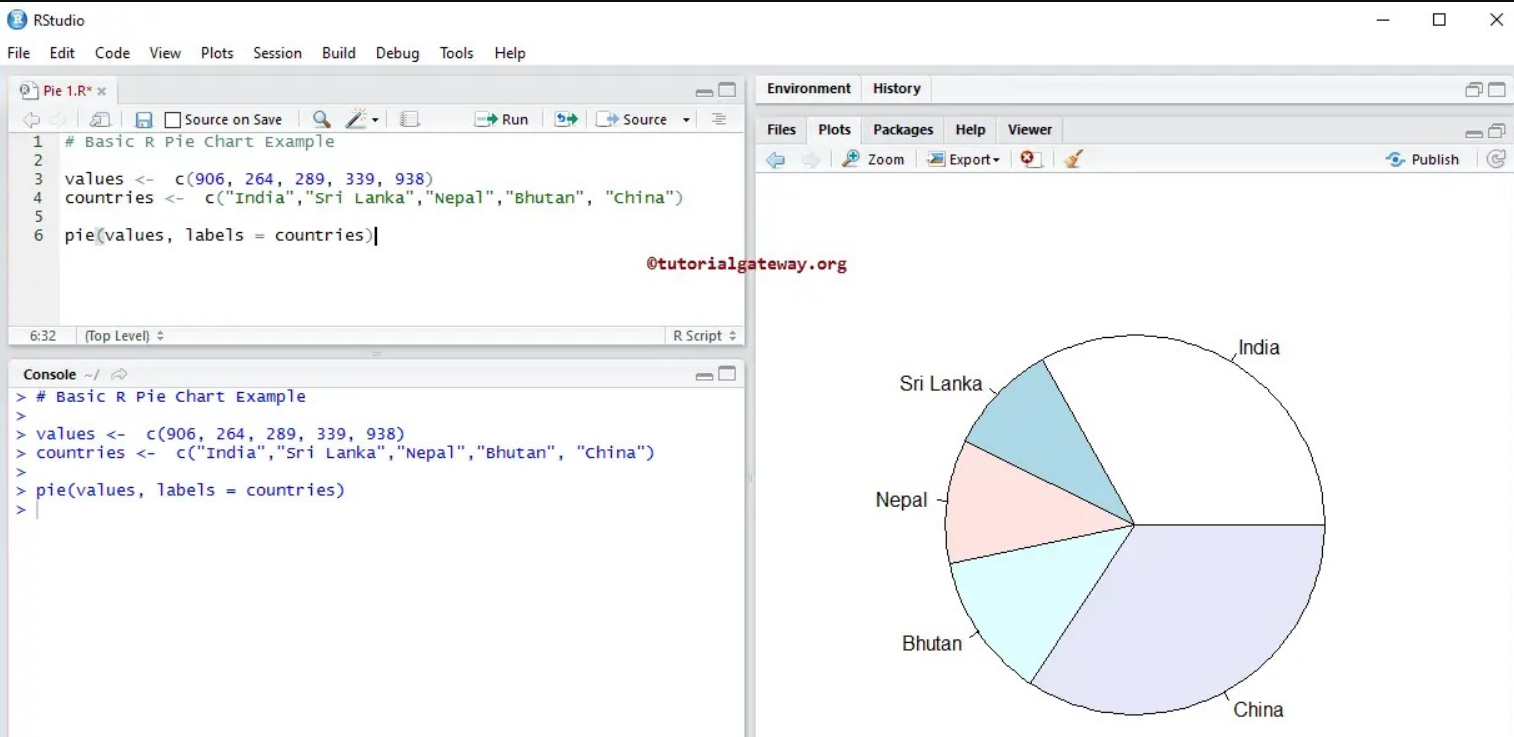 RStudio
File Edit Code View Plots Session Build Debug Tools Help
Pie 1.R*
Source on Save Run Source
1 # Basic R Pie Chart Example
2
3 values <-  c(906, 264, 289, 339, 938)
4 countries <-  c("India","Sri Lanka","Nepal","Bhutan", "China")
5
6 pie(values, labels = countries)
6:32 (Top Level) R Script
Console ~/
> # Basic R Pie Chart Example
>
> values <-  c(906, 264, 289, 339, 938)
> countries <-  c("India","Sri Lanka","Nepal","Bhutan", "China")
>
> pie(values, labels = countries)
>
Environment History
Files Plots Packages Help Viewer
Zoom Export Publish
©tutorialgateway.org
India
Sri Lanka
Nepal
Bhutan
China